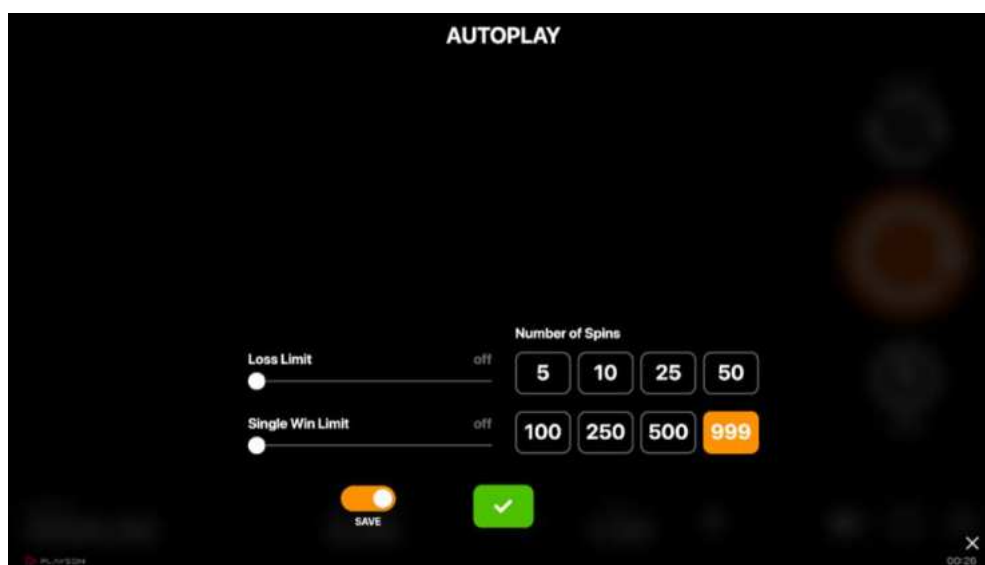 AUTOPLAY
Number of Spins
Loss Limit off
5 10 25 50
Single Win Limit off
100 250 500 999
SAVE
PLAYSON
00:26